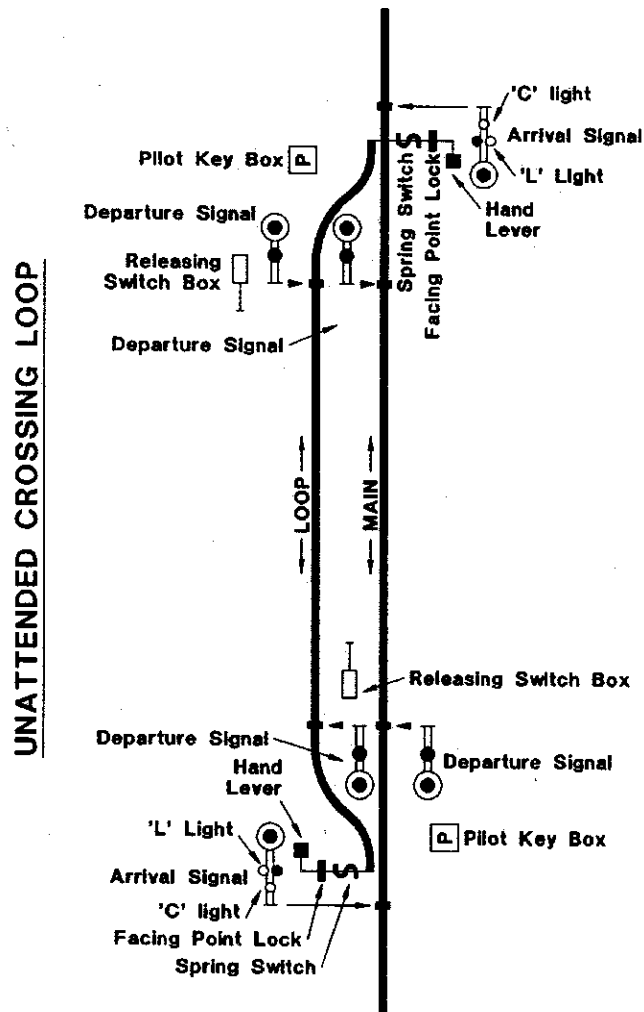 UNATTENDED CROSSING LOOP
'C' light
Arrival Signal
'L' Light
Hand
Lever
Spring Switch
Facing Point Lock
Pilot Key Box
P
Departure Signal
Releasing
Switch Box
Departure Signal
LOOP
MAIN
Releasing Switch Box
Departure Signal
Departure Signal
Hand
Lever
P
Pilot Key Box
'L' Light
Arrival Signal
'C' light
Facing Point Lock
Spring Switch